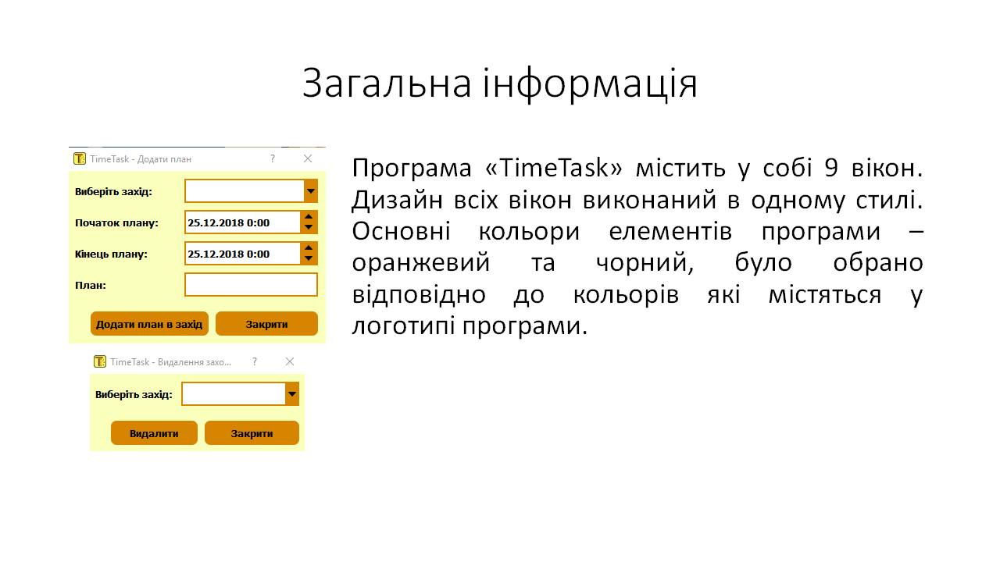 Загальна інформація
TimeTask - Додати план ?
Виберіть захід:
Початок плану: 25.12.2018 0:00
Кінець плану: 25.12.2018 0:00
План:
Додати план в захід Закрити
TimeTask - Видалення захо... ?
Виберіть захід:
Видалити Закрити
Програма «TimeTask» містить у собі 9 вікон.
Дизайн всіх вікон виконаний в одному стилі.
Основні кольори елементів програми –
оранжевий та чорний, було обрано
відповідно до кольорів які містяться у
логотипі програми.